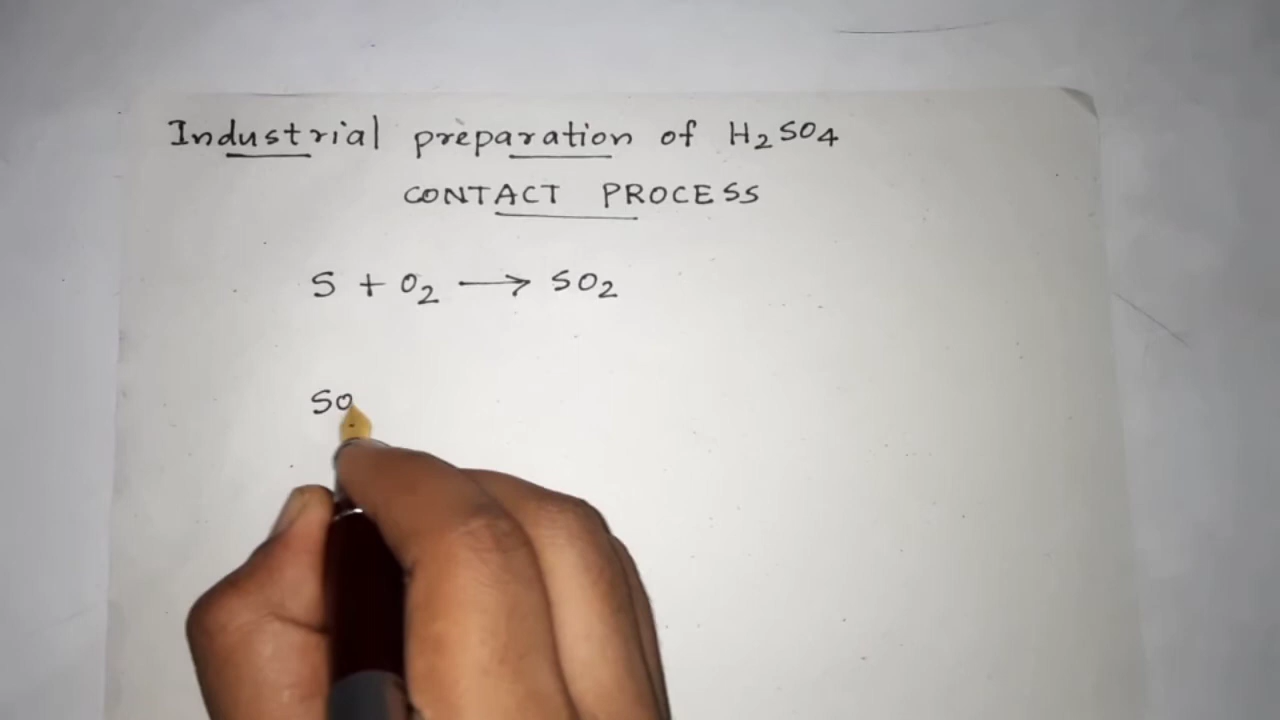 Industrial preparation of H₂SO₄
CONTACT PROCESS
S + O₂ ⟶ SO₂
SO